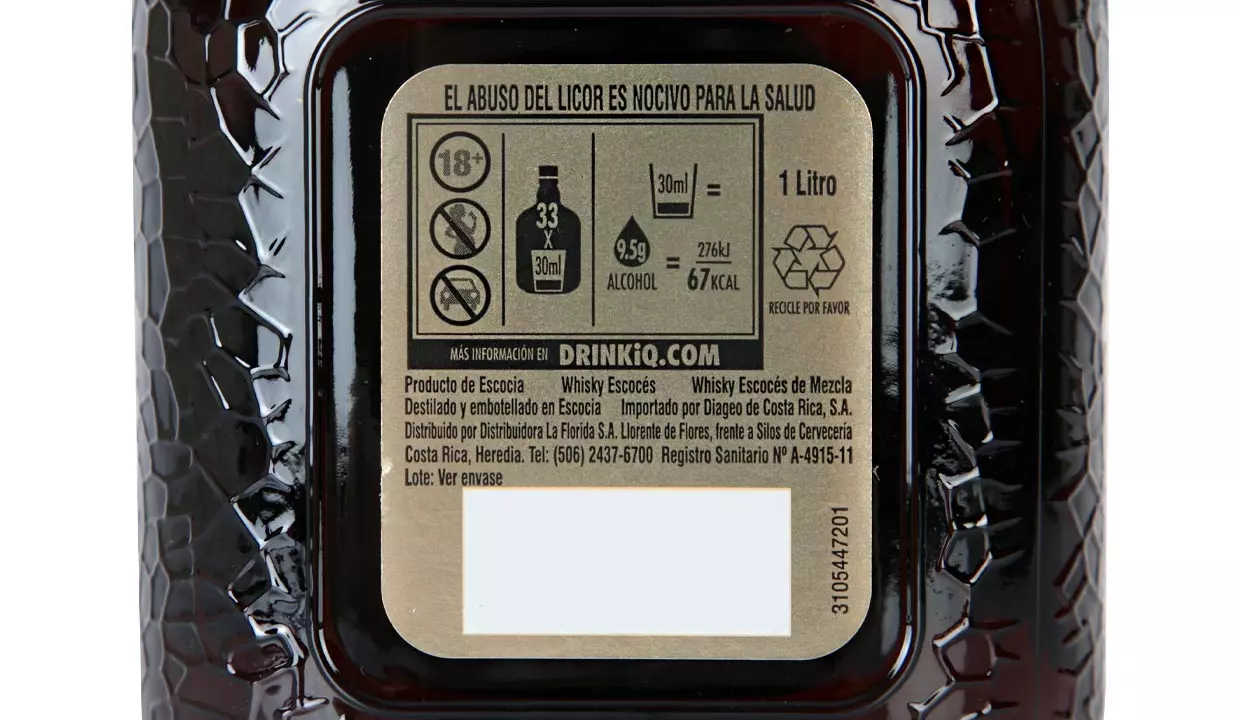 EL ABUSO DEL LICOR ES NOCIVO PARA LA SALUD
18+
33
X
30ml
30ml =
9.5g
ALCOHOL = 276kJ
67KCAL
1 Litro
RECICLE POR FAVOR
MÁS INFORMACIÓN EN DRINKiQ.COM
Producto de Escocia Whisky Escocés Whisky Escocés de Mezcla
Destilado y embotellado en Escocia Importado por Diageo de Costa Rica, S.A.
Distribuido por Distribuidora La Florida S.A. Llorente de Flores, frente a Silos de Cervecería
Costa Rica, Heredia. Tel: (506) 2437-6700 Registro Sanitario Nº A-4915-11
Lote: Ver envase
3105447201